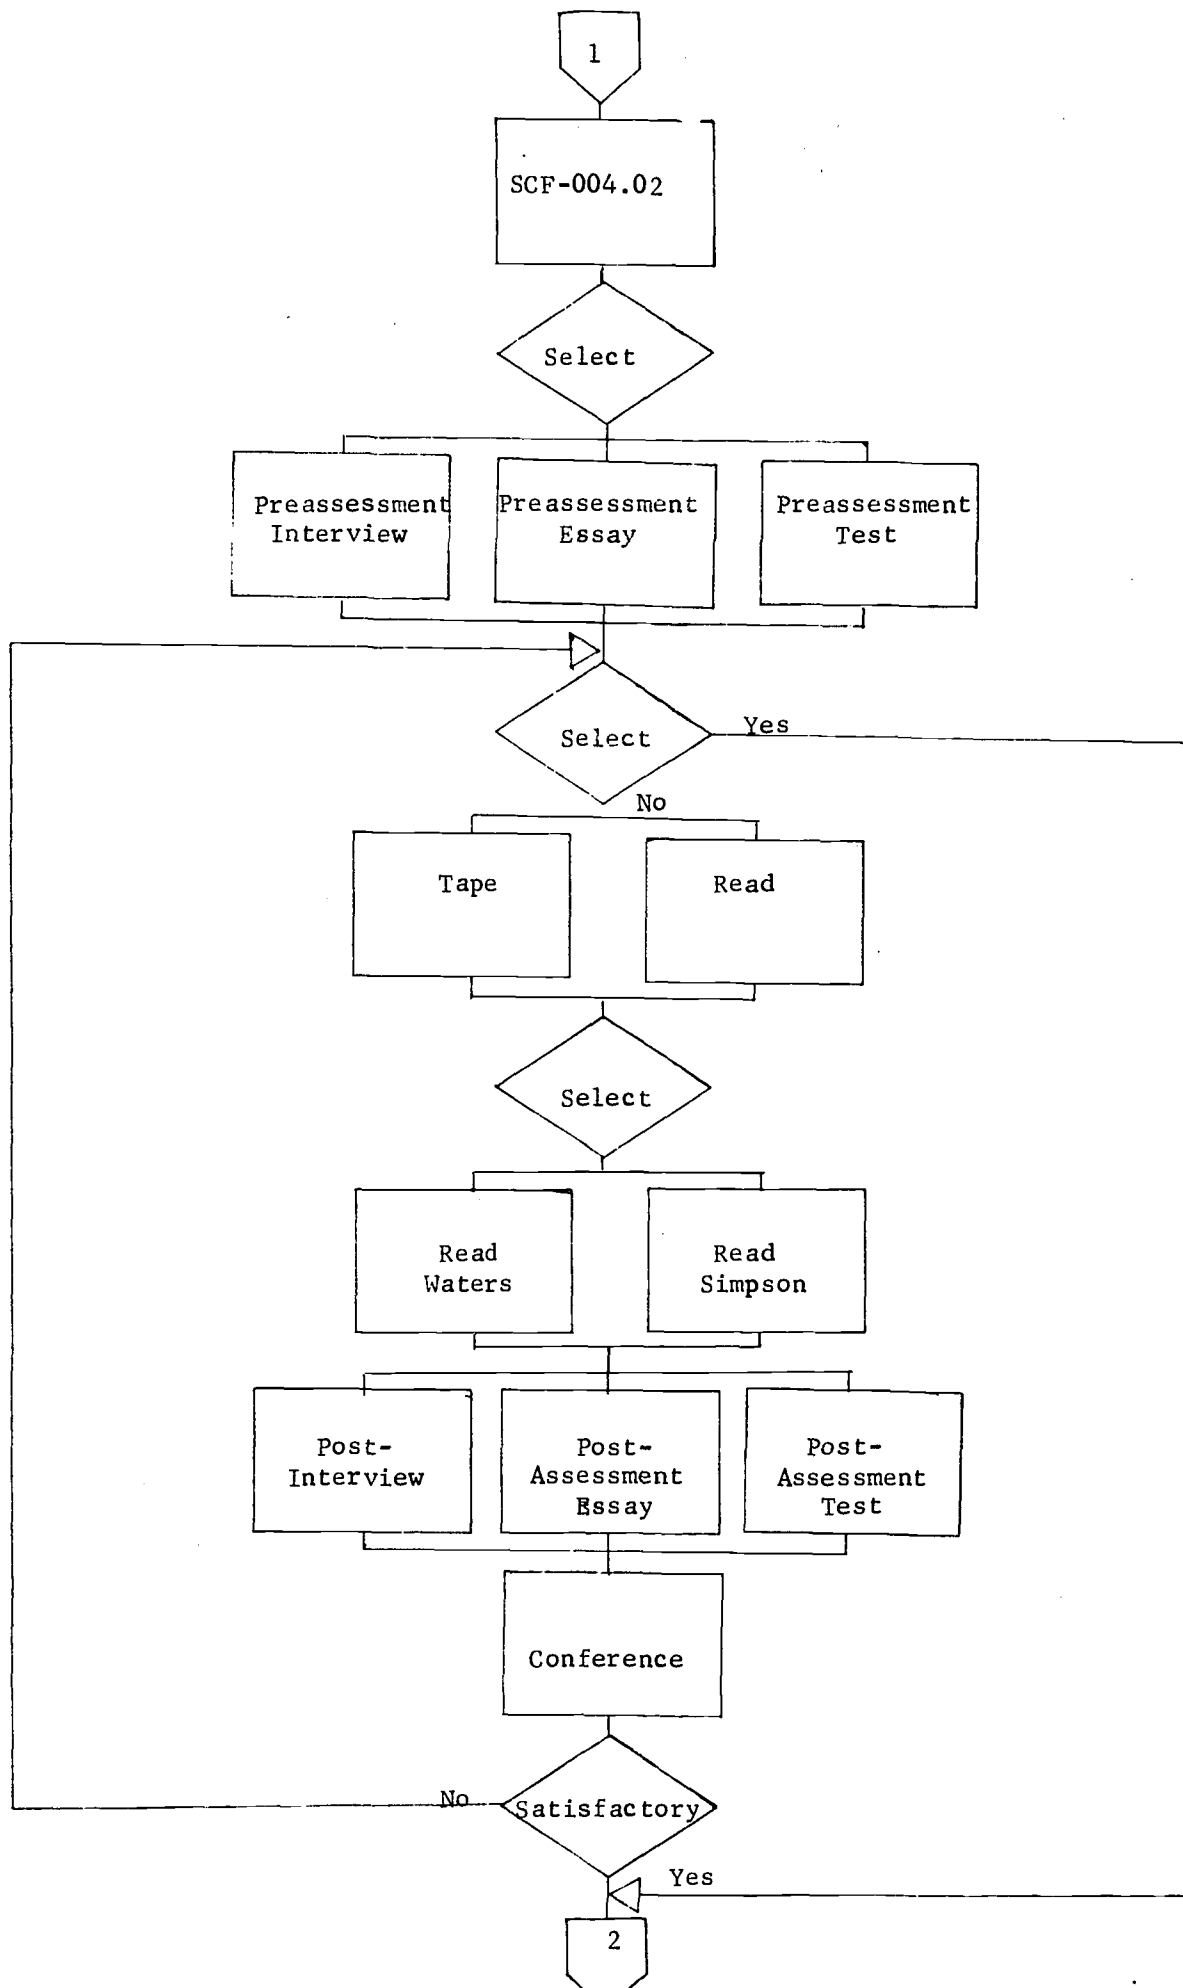 1
SCF-004.02
Select
Preassessment
Interview
Preassessment
Essay
Preassessment
Test
Select
Yes
No
Tape
Read
Select
Read
Waters
Read
Simpson
Post-
Interview
Post-
Assessment
Essay
Post-
Assessment
Test
Conference
No
Satisfactory
Yes
2